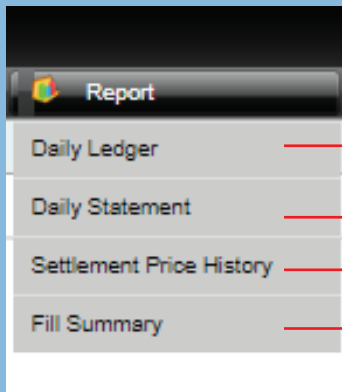 Report
Daily Ledger
Daily Statement
Settlement Price History
Fill Summary